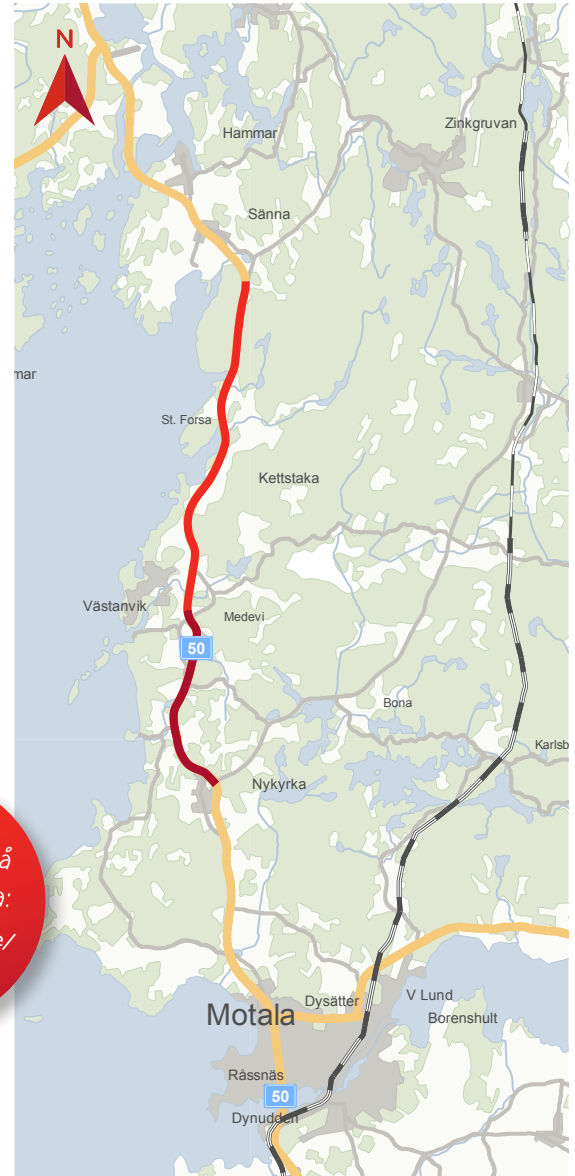 N
Hammar
Zinkgruvan
Sänna
mar
St. Forsa
Kettstaka
Västanvik
Medevi
50
Bona
Karlsb
Nykyrka
å
e/
Motala
Dysätter
V Lund
Borenshult
Råssnäs
50
Dynudden